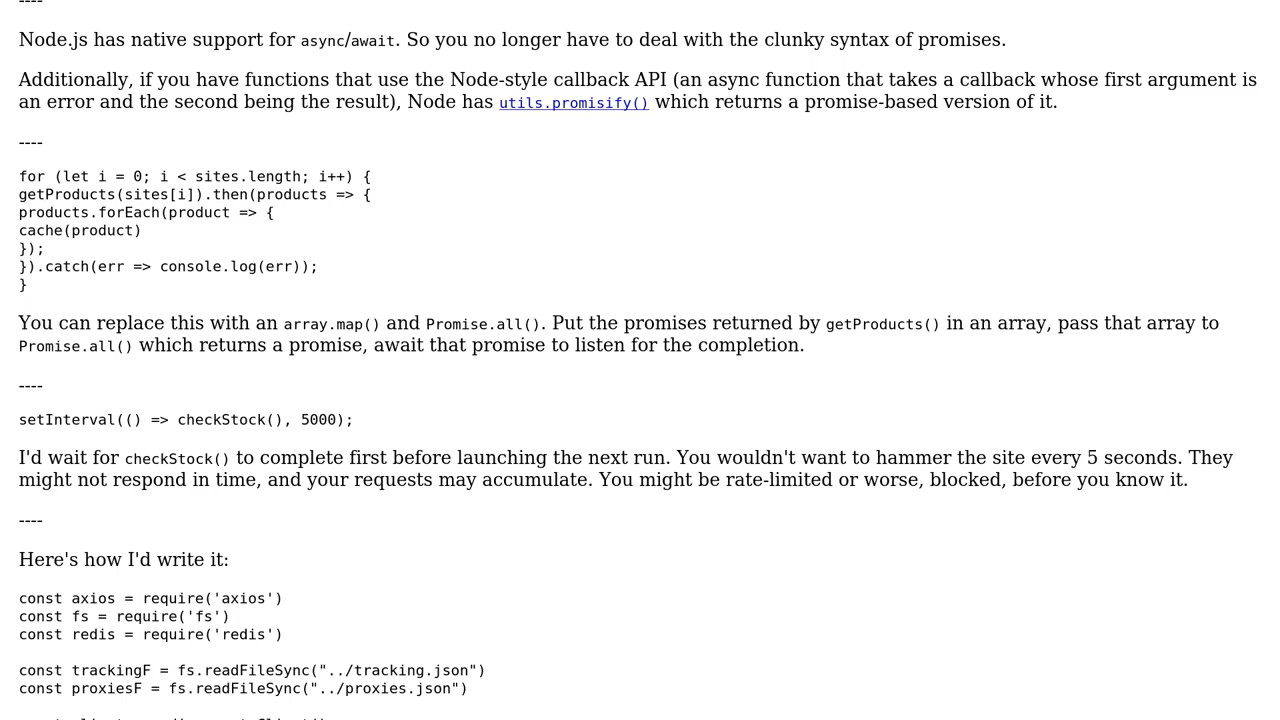 ----
Node.js has native support for async/await. So you no longer have to deal with the clunky syntax of promises.
Additionally, if you have functions that use the Node-style callback API (an async function that takes a callback whose first argument is
an error and the second being the result), Node has utils.promisify() which returns a promise-based version of it.
----
for (let i = 0; i < sites.length; i++) {
getProducts(sites[i]).then(products => {
products.forEach(product => {
cache(product)
});
}).catch(err => console.log(err));
}
You can replace this with an array.map() and Promise.all(). Put the promises returned by getProducts() in an array, pass that array to
Promise.all() which returns a promise, await that promise to listen for the completion.
----
setInterval(() => checkStock(), 5000);
I'd wait for checkStock() to complete first before launching the next run. You wouldn't want to hammer the site every 5 seconds. They
might not respond in time, and your requests may accumulate. You might be rate-limited or worse, blocked, before you know it.
----
Here's how I'd write it:
const axios = require('axios')
const fs = require('fs')
const redis = require('redis')
const trackingF = fs.readFileSync("../tracking.json")
const proxiesF = fs.readFileSync("../proxies.json")